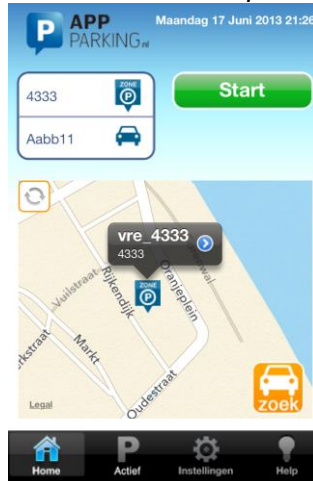 APP
PARKING.nl
Maandag 17 Juni 2013 21:26
4333
ZONE
P
Start
Aabb11
vre_4333
4333
ZONE
P
Vuilstraat
Rijkendijk
Oranjeplein
Markt
Oudestraat
Legal
zoek
Home
Actief
Instellingen
Help